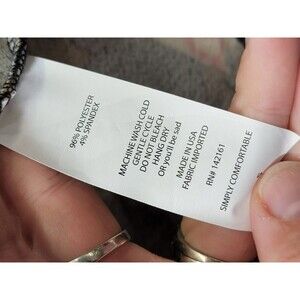 96% POLYESTER
4% SPANDEX
MACHINE WASH COLD
GENTLE CYCLE
DO NOT BLEACH
HANG DRY
Or you'll be sad
MADE IN USA
FABRIC IMPORTED
RN# 142161
SIMPLY COMFORTABLE